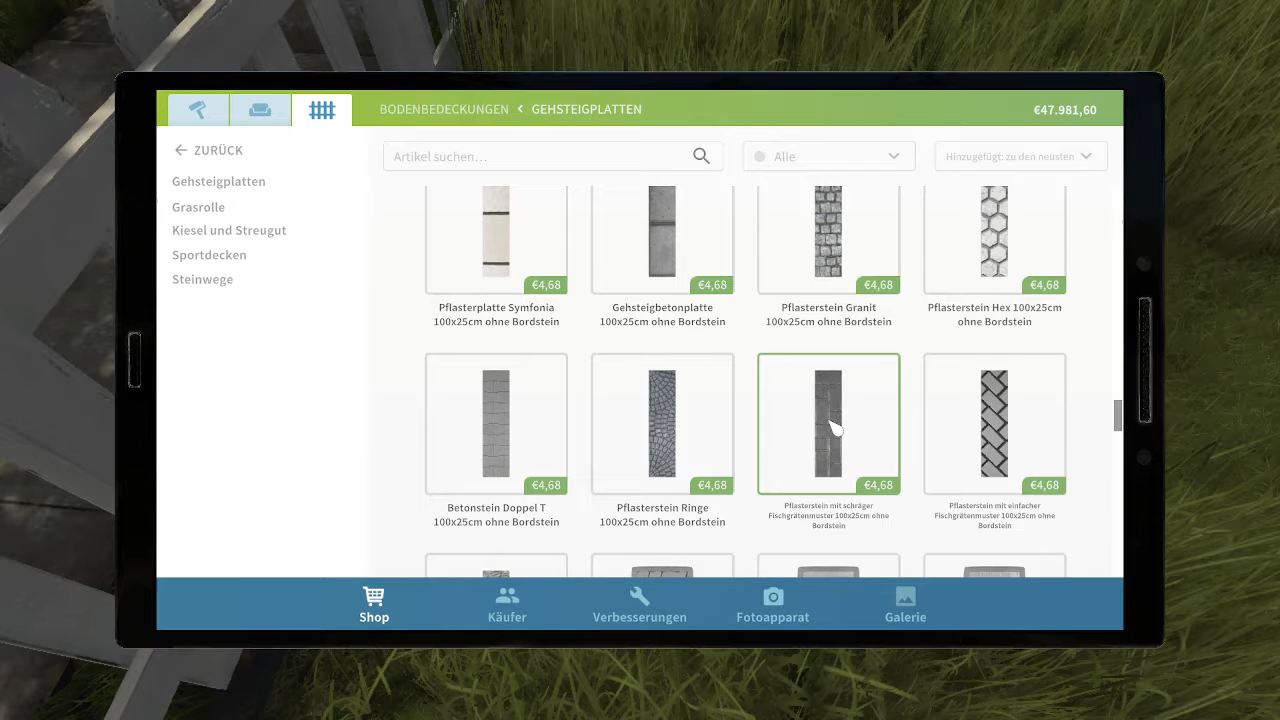 BODENBEDECKUNGEN < GEHSTEIGPLATTEN
€47.981,60
ZURÜCK
Artikel suchen...
Alle
Hinzugefügt: zu den neusten
Gehsteigplatten
Grasrolle
Kiesel und Streugut
Sportdecken
Steinwege
€4,68
€4,68
€4,68
€4,68
Pflasterplatte Symfonia
100x25cm ohne Bordstein
Gehsteigbetonplatte
100x25cm ohne Bordstein
Pflasterstein Granit
100x25cm ohne Bordstein
Pflasterstein Hex 100x25cm
ohne Bordstein
€4,68
€4,68
€4,68
€4,68
Betonstein Doppel T
100x25cm ohne Bordstein
Pflasterstein Ringe
100x25cm ohne Bordstein
Pflasterstein mit schräger
Fischgrätenmuster 100x25cm ohne
Bordstein
Pflasterstein mit einfacher
Fischgrätenmuster 100x25cm ohne
Bordstein
Shop
Käufer
Verbesserungen
Fotoapparat
Galerie